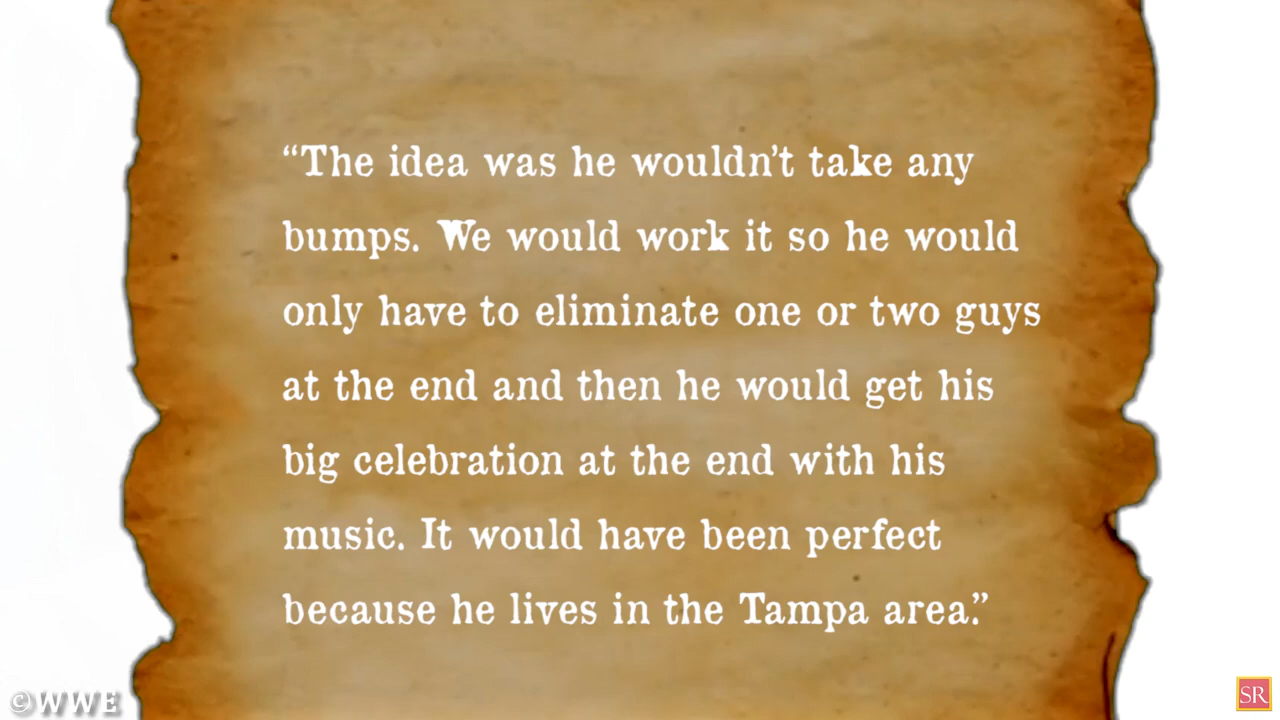 “The idea was he wouldn’t take any
bumps. We would work it so he would
only have to eliminate one or two guys
at the end and then he would get his
big celebration at the end with his
music. It would have been perfect
because he lives in the Tampa area.”
©WWE
SR